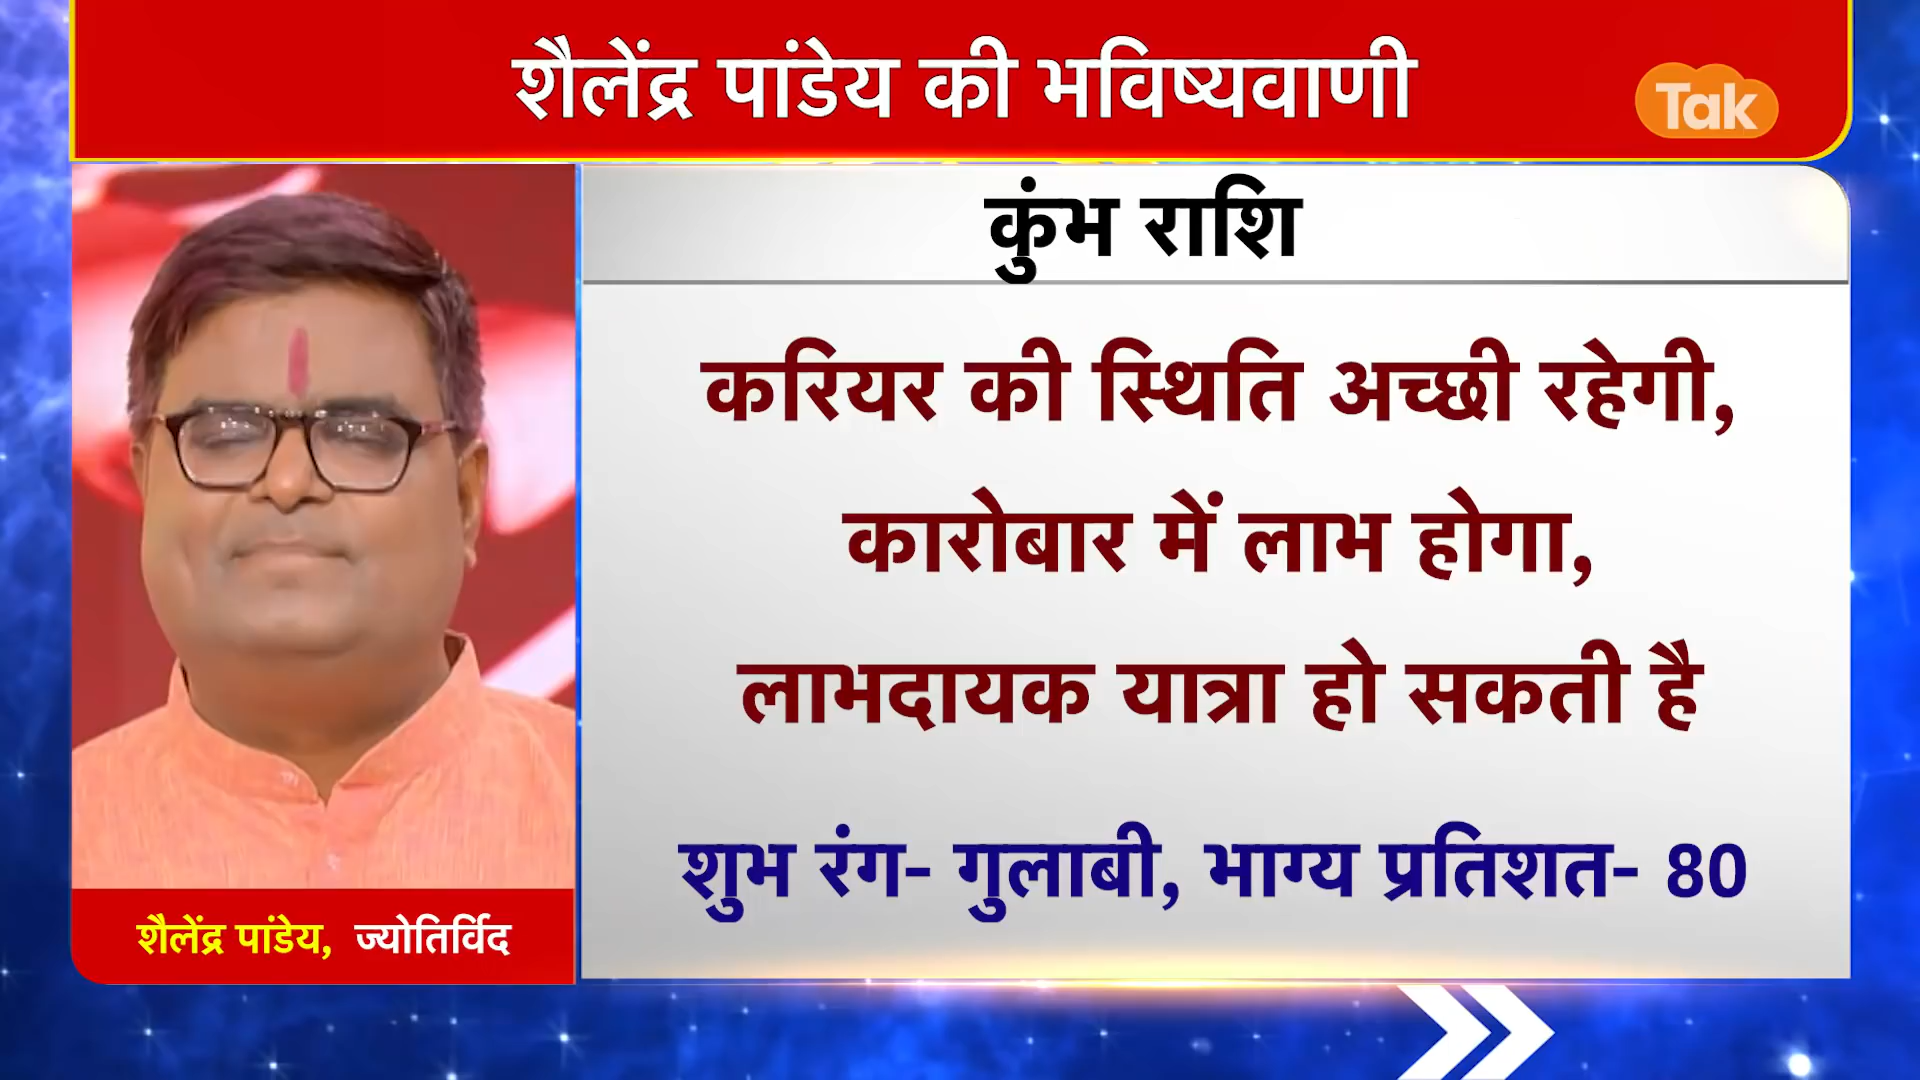 शैलेंद्र पांडेय की भविष्यवाणी
Tak
कुंभ राशि
करियर की स्थिति अच्छी रहेगी,
कारोबार में लाभ होगा,
लाभदायक यात्रा हो सकती है
शुभ रंग- गुलाबी, भाग्य प्रतिशत- 80
शैलेंद्र पांडेय, ज्योतिर्विद